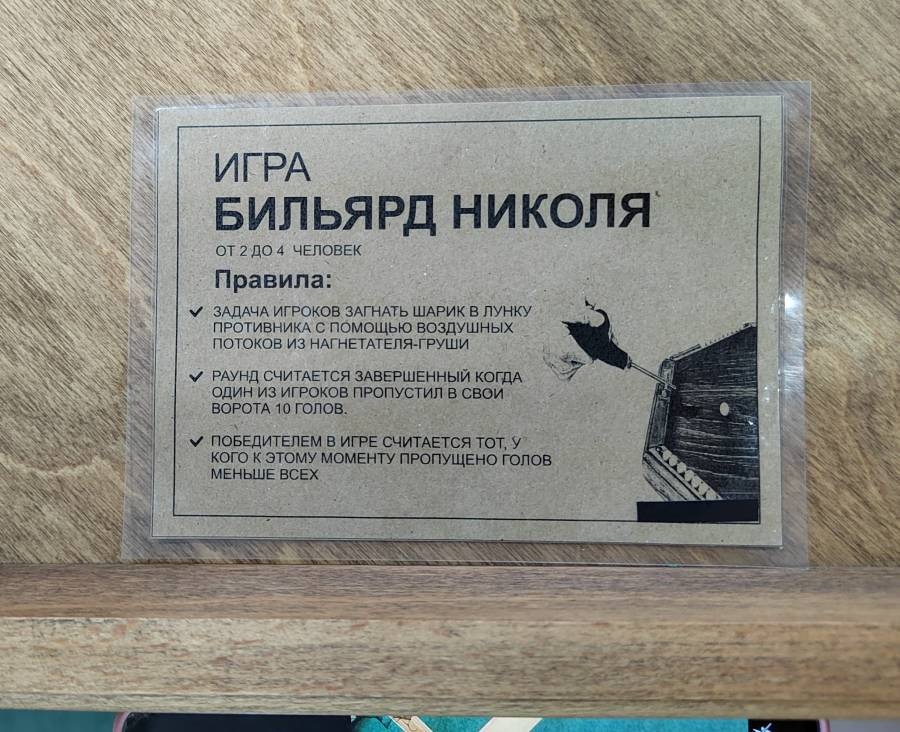 ИГРА
БИЛЬЯРД НИКОЛЯ
ОТ 2 ДО 4 ЧЕЛОВЕК
Правила:
ЗАДАЧА ИГРОКОВ ЗАГНАТЬ ШАРИК В ЛУНКУ
ПРОТИВНИКА С ПОМОЩЬЮ ВОЗДУШНЫХ
ПОТОКОВ ИЗ НАГНЕТАТЕЛЯ-ГРУШИ
РАУНД СЧИТАЕТСЯ ЗАВЕРШЕННЫЙ КОГДА
ОДИН ИЗ ИГРОКОВ ПРОПУСТИЛ В СВОИ
ВОРОТА 10 ГОЛОВ.
ПОБЕДИТЕЛЕМ В ИГРЕ СЧИТАЕТСЯ ТОТ, У
КОГО К ЭТОМУ МОМЕНТУ ПРОПУЩЕНО ГОЛОВ
МЕНЬШЕ ВСЕХ